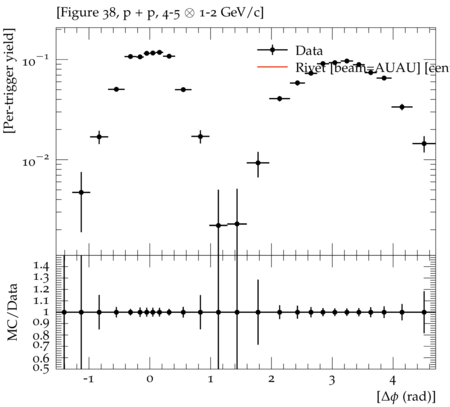 [Figure 38, p + p, 4-5 ⊗ 1-2 GeV/c]
[Per-trigger yield]
10⁻¹
10⁻²
Data
Rivet [beam=AUAU] [cen
MC/Data
1.4
1.3
1.2
1.1
1
0.9
0.8
0.7
0.6
0.5
-1 0 1 2 3 4
[Δϕ (rad)]